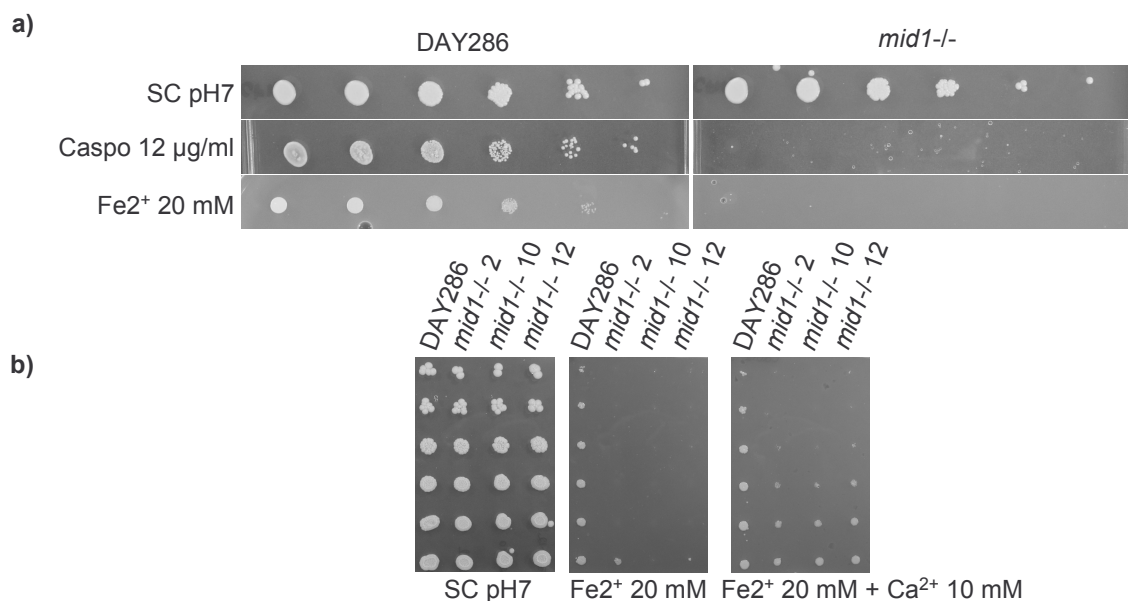 a)
DAY286 mid1-/-
SC pH7
Caspo 12 µg/ml
Fe2⁺ 20 mM
DAY286 mid1-/- 2 mid1-/- 10 mid1-/- 12 DAY286 mid1-/- 2 mid1-/- 10 mid1-/- 12 DAY286 mid1-/- 2 mid1-/- 10 mid1-/- 12
b)
SC pH7 Fe2⁺ 20 mM Fe2⁺ 20 mM + Ca²⁺ 10 mM